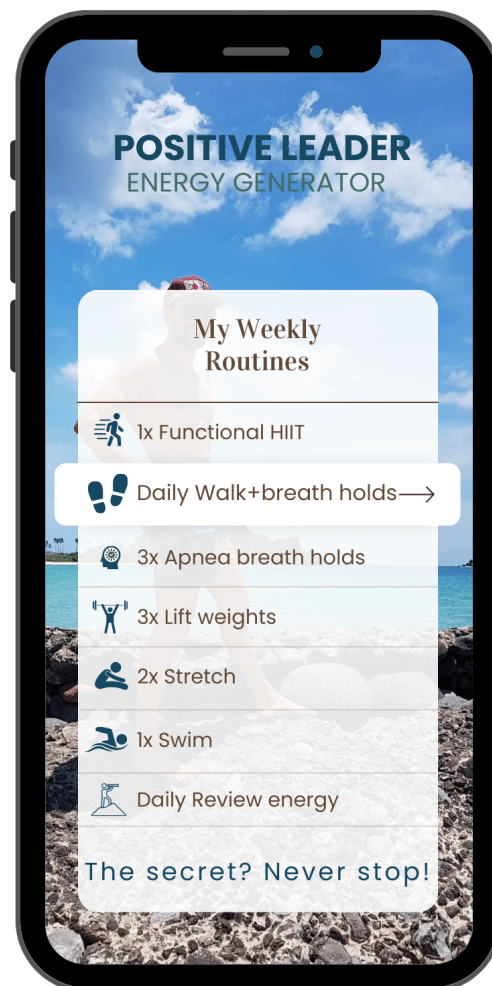 POSITIVE LEADER
ENERGY GENERATOR
My Weekly
Routines
1x Functional HIIT
Daily Walk+breath holds
3x Apnea breath holds
3x Lift weights
2x Stretch
1x Swim
Daily Review energy
The secret? Never stop!